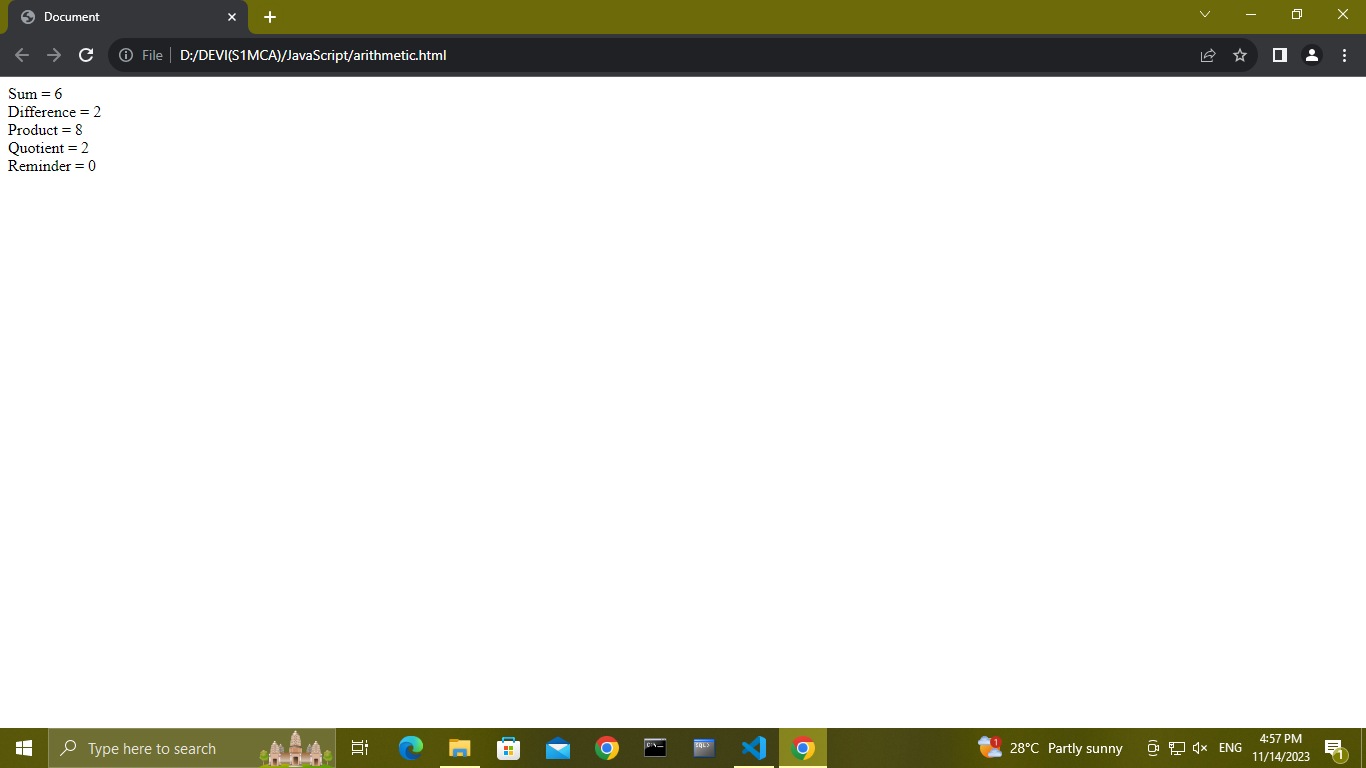 Document
File
D:/DEVI(S1MCA)/JavaScript/arithmetic.html
Sum = 6
Difference = 2
Product = 8
Quotient = 2
Reminder = 0
Type here to search
1
28°C Partly sunny
ENG
4:57 PM
11/14/2023
1